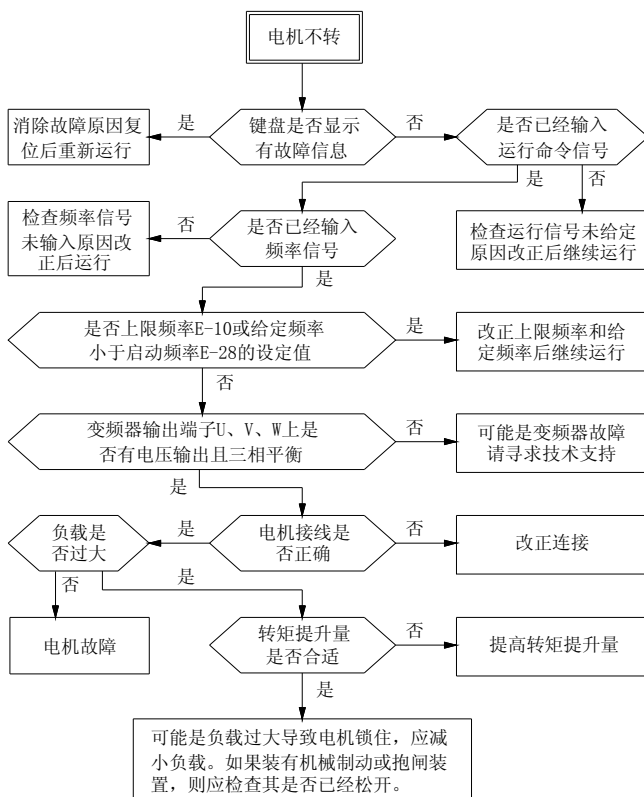 电机不转
消除故障原因复
位后重新运行
是
键盘是否显示
有故障信息
否
是否已经输入
运行命令信号
是
否
检查频率信号
未输入原因改
正后运行
否
是否已经输入
频率信号
检查运行信号未给定
原因改正后继续运行
是
是否上限频率E-10或给定频率
小于启动频率E-28的设定值
是
改正上限频率和给
定频率后继续运行
否
变频器输出端子U、V、W上是
否有电压输出且三相平衡
否
可能是变频器故障
请寻求技术支持
是
负载是
否过大
是
电机接线是
否正确
否
改正连接
否
是
电机故障
转矩提升量
是否合适
否
提高转矩提升量
是
可能是负载过大导致电机锁住，应减
小负载。如果装有机械制动或抱闸装
置，则应检查其是否已经松开。